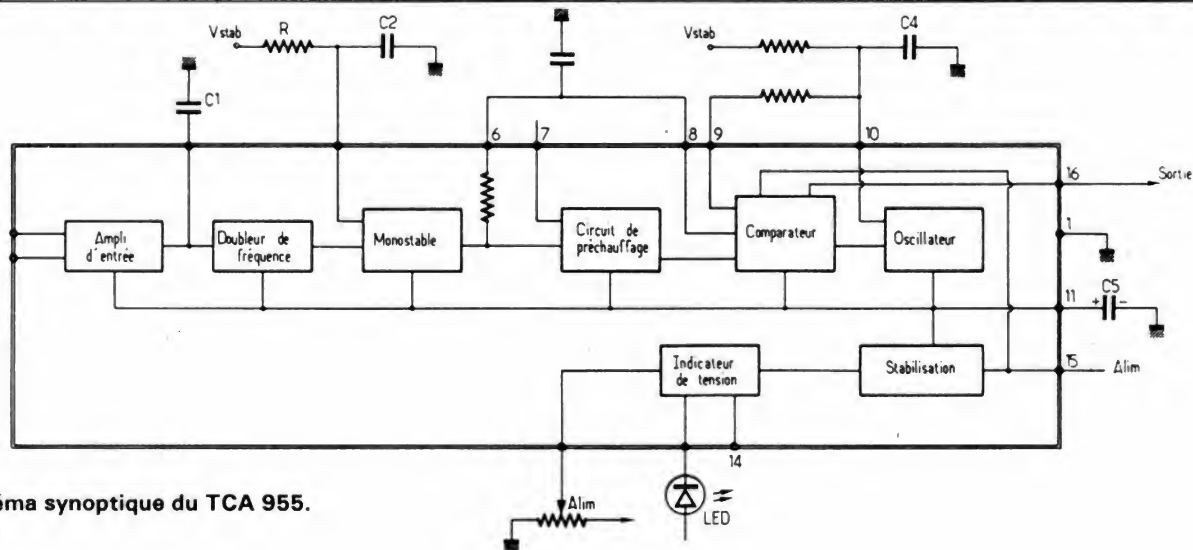 Vstab
R
C2
C1
Vstab
C4
6
7
8
9
10
16
Sortie
1
11
C5
+
-
15
Alim
14
Ampli
d'entrée
Doubleur de
fréquence
Monostable
Circuit de
préchauffage
Comparateur
Oscillateur
Indicateur
de tension
Stabilisation
Alim
LED
éma synoptique du TCA 955.